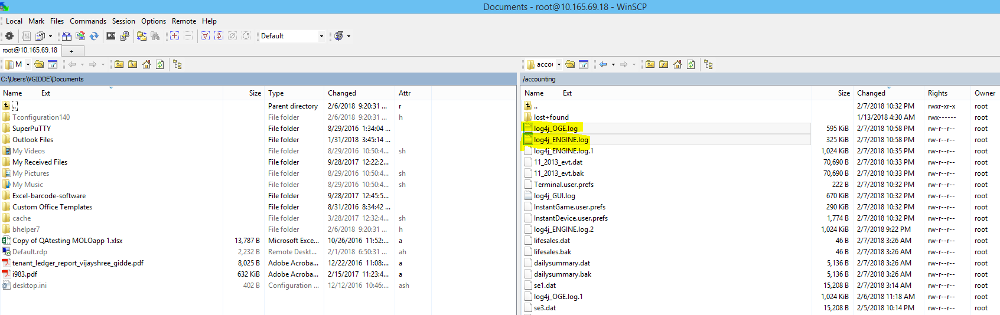 Documents - root@10.165.69.18 - WinSCP
Local Mark Files Commands Session Options Remote Help
Default
root@10.165.69.18 +
M
C:\Users\VGIDDE\Documents
Name Ext Size Type Changed Attr
.. Parent directory 2/6/2018 9:20:31 ... r
Tconfiguration140 File folder 2/6/2018 9:20:31 ... h
SuperPuTTY File folder 8/29/2016 1:34:04 ...
Outlook Files File folder 1/31/2018 3:45:14 ...
My Videos File folder 8/29/2016 10:50:4... sh
My Received Files File folder 9/28/2017 12:22:2...
My Pictures File folder 8/29/2016 10:50:4... sh
My Music File folder 8/29/2016 10:50:4... sh
Excel-barcode-software File folder 9/28/2017 12:45:5...
Custom Office Templates File folder 8/31/2016 8:34:42 ...
cache File folder 3/28/2017 12:32:4... sh
bhelper7 File folder 2/6/2018 9:20:31 ... h
Copy of QAtesting MOLOapp 1.xlsx 13,787 B Microsoft Exce... 10/26/2016 11:52:... a
Default.rdp 2,232 B Remote Deskt... 2/1/2018 6:50:31 ... ah
tenant_ledger_report_vijayshree_gidde.pdf 8,025 B Adobe Acroba... 12/22/2016 11:08:... a
i983.pdf 632 KiB Adobe Acroba... 2/15/2017 11:23:4... a
desktop.ini 402 B Configuration ... 12/12/2016 10:46:... ash
accou
/accounting
Name Ext Size Changed Rights Owner
.. 2/7/2018 10:32 PM rwxr-xr-x root
lost+found 1/13/2018 4:30 AM rwx------ root
log4j_OGE.log 595 KiB 2/7/2018 10:58 PM rw-r--r-- root
log4j_ENGINE.log 325 KiB 2/7/2018 10:58 PM rw-r--r-- root
log4j_ENGINE.log.1 1,024 KiB 2/7/2018 10:35 PM rw-r--r-- root
11_2013_evt.dat 70,690 B 2/7/2018 10:33 PM rw-r--r-- root
11_2013_evt.bak 70,690 B 2/7/2018 10:33 PM rw-r--r-- root
Terminal.user.prefs 222 B 2/7/2018 10:32 PM rw-r--r-- root
log4j_GUI.log 670 KiB 2/7/2018 10:32 PM rw-r--r-- root
InstantGame.user.prefs 290 KiB 2/7/2018 10:32 PM rw-r--r-- root
InstantDevice.user.prefs 1,774 B 2/7/2018 10:32 PM rw-r--r-- root
log4j_ENGINE.log.2 1,024 KiB 2/7/2018 9:22 PM rw-r--r-- root
lifesales.dat 46 B 2/7/2018 3:26 AM rw-r--r-- root
lifesales.bak 46 B 2/7/2018 3:26 AM rw-r--r-- root
dailysummary.dat 5,136 B 2/7/2018 3:26 AM rw-r--r-- root
dailysummary.bak 5,136 B 2/7/2018 3:26 AM rw-r--r-- root
se1.dat 15,208 B 2/7/2018 3:14 AM rw-r--r-- root
log4j_OGE.log.1 1,024 KiB 2/6/2018 11:18 AM rw-r--r-- root
se3.dat 15,208 B 2/5/2018 10:14 PM rw-r--r-- root